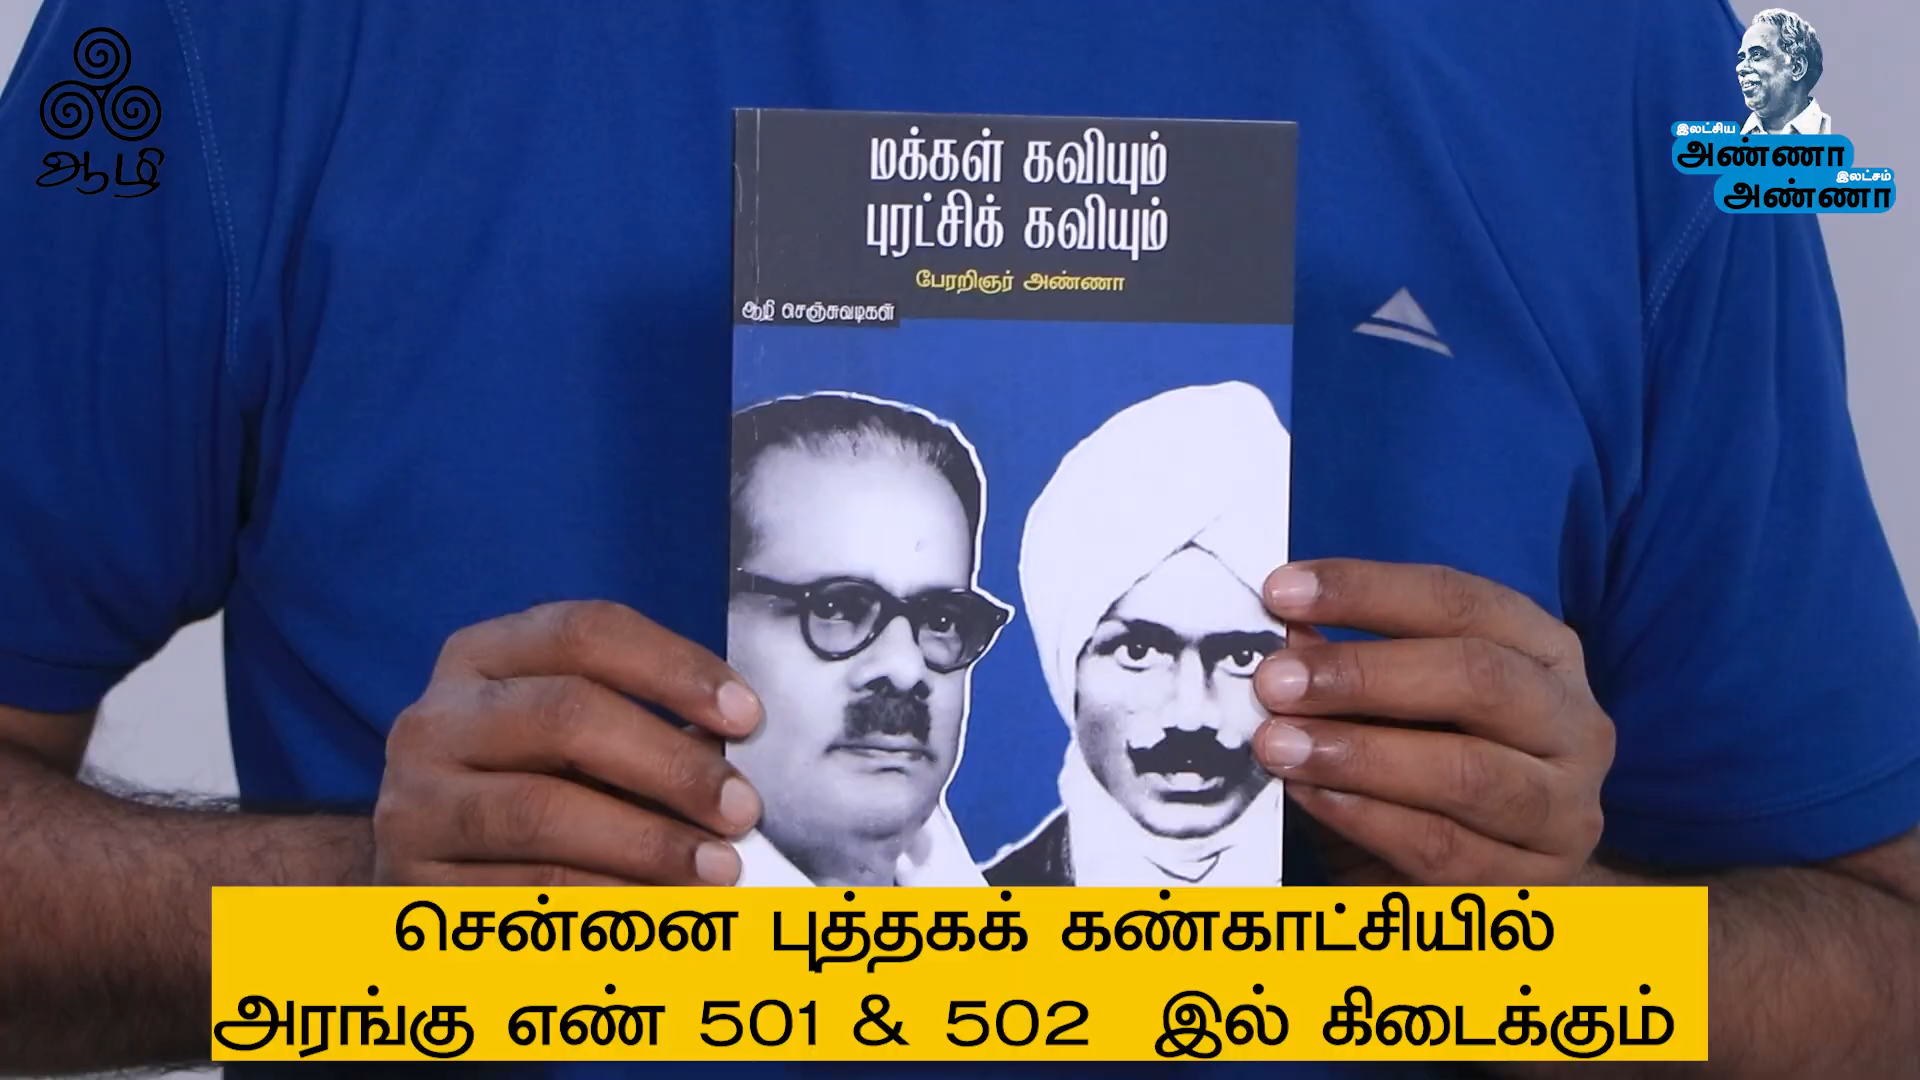 ஆழி
இலட்சிய
அண்ணா
இலட்சம்
அண்ணா
மக்கள் கவியும்
புரட்சிக் கவியும்
பேரறிஞர் அண்ணா
ஆழி செஞ்சுவடிகள்
சென்னை புத்தகக் கண்காட்சியில்
அரங்கு எண் 501 & 502 இல் கிடைக்கும்